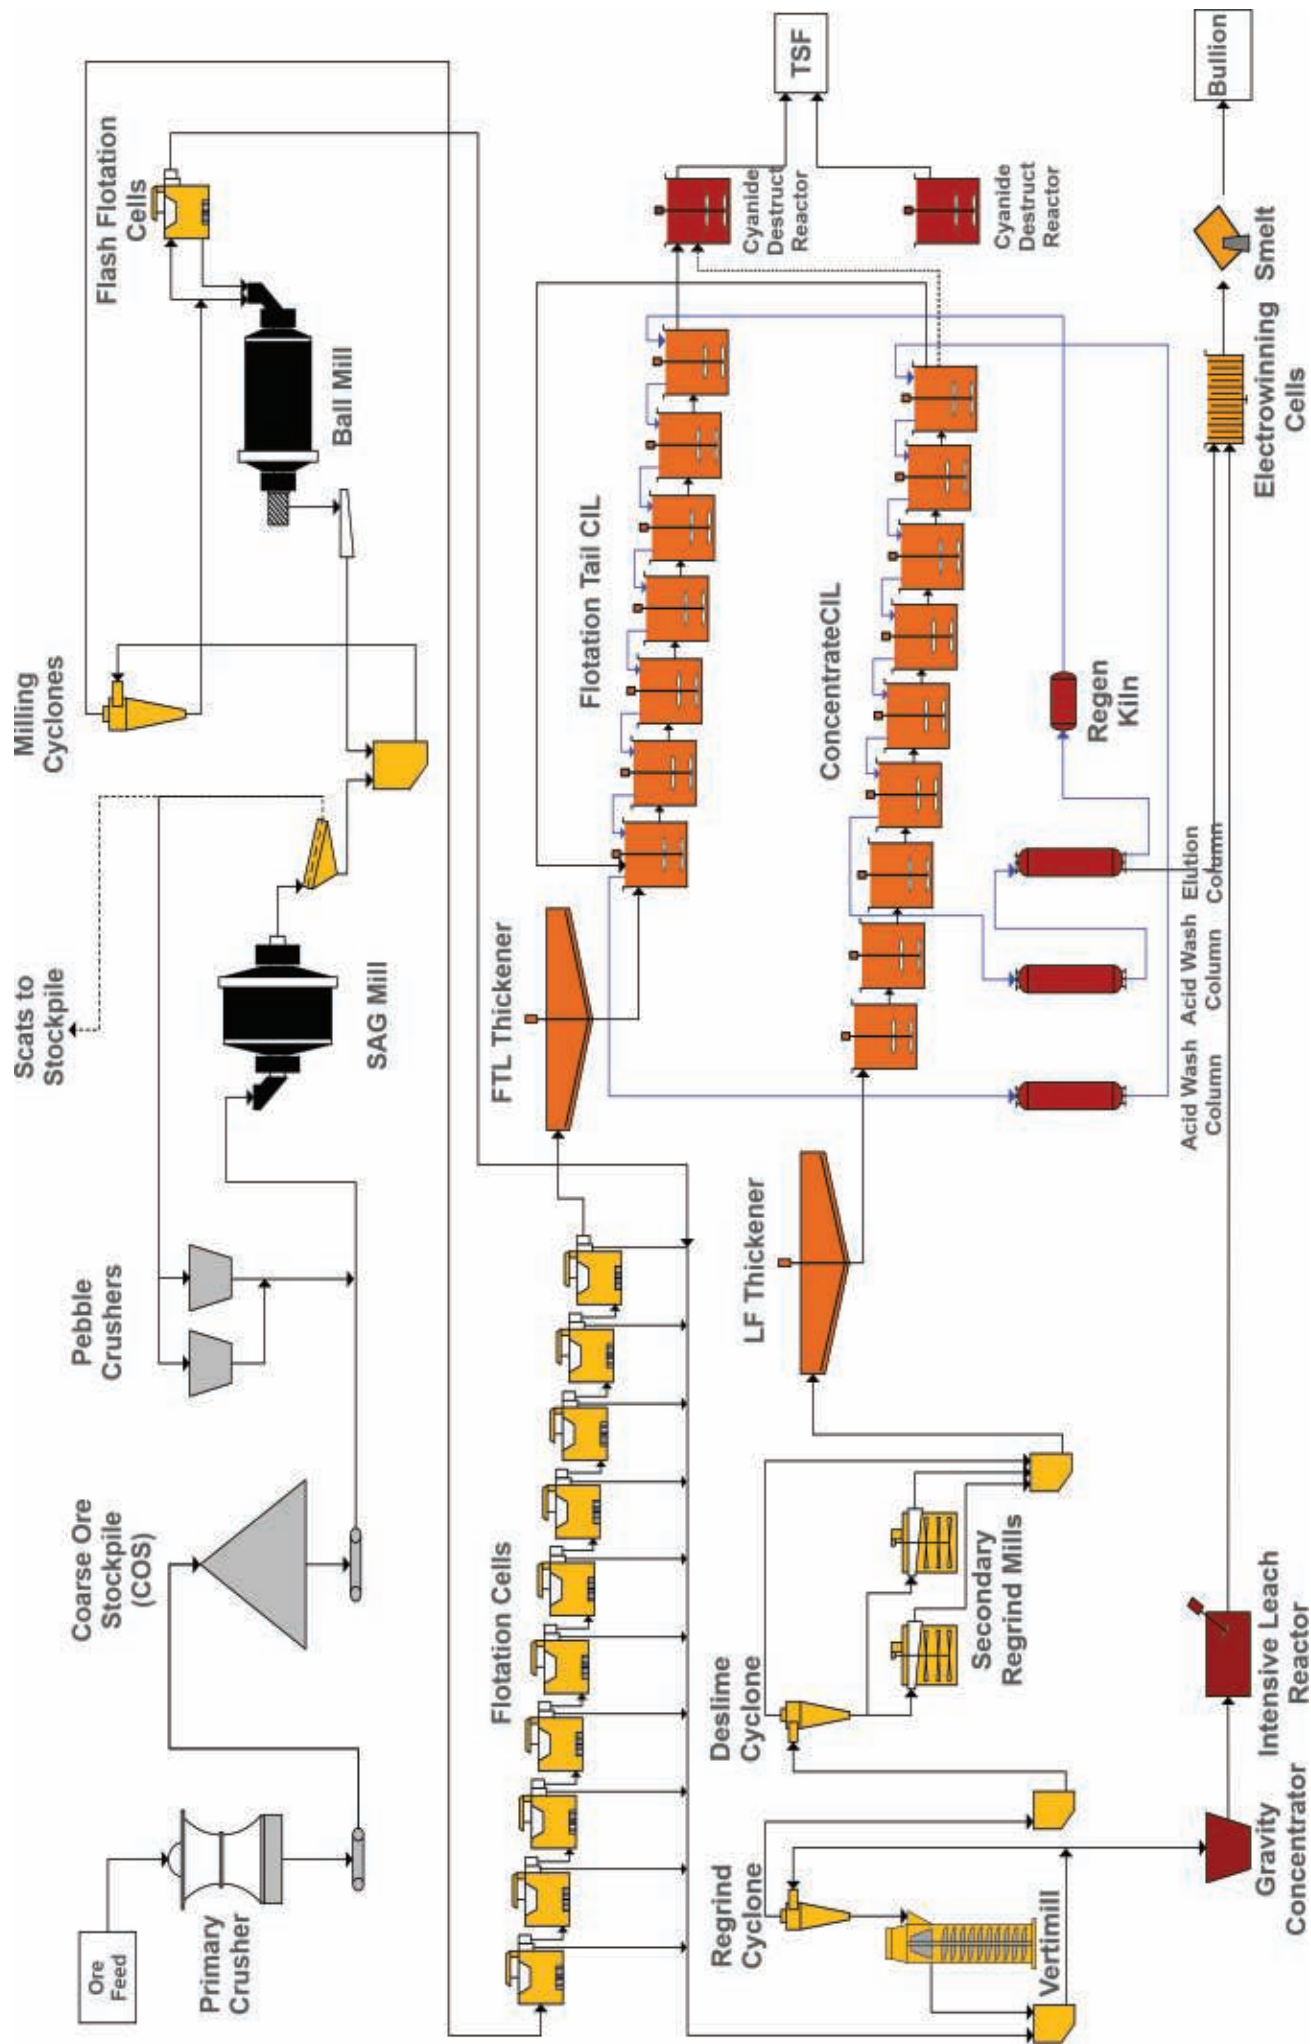 Ore
Feed
Primary
Crusher
Coarse Ore
Stockpile
(COS)
Pebble
Crushers
Scats to
Stockpile
SAG Mill
Milling
Cyclones
Ball Mill
Flash Flotation
Cells
Flotation Cells
FTL Thickener
Flotation Tail CIL
Cyanide
Destruct
Reactor
TSF
Regrind
Cyclone
Vertimill
Deslime
Cyclone
Secondary
Regrind Mills
LF Thickener
ConcentrateCIL
Cyanide
Destruct
Reactor
Acid Wash
Column
Acid Wash
Column
Elution
Column
Regen
Kiln
Gravity
Concentrator
Intensive Leach
Reactor
Electrowinning
Cells
Smelt
Bullion